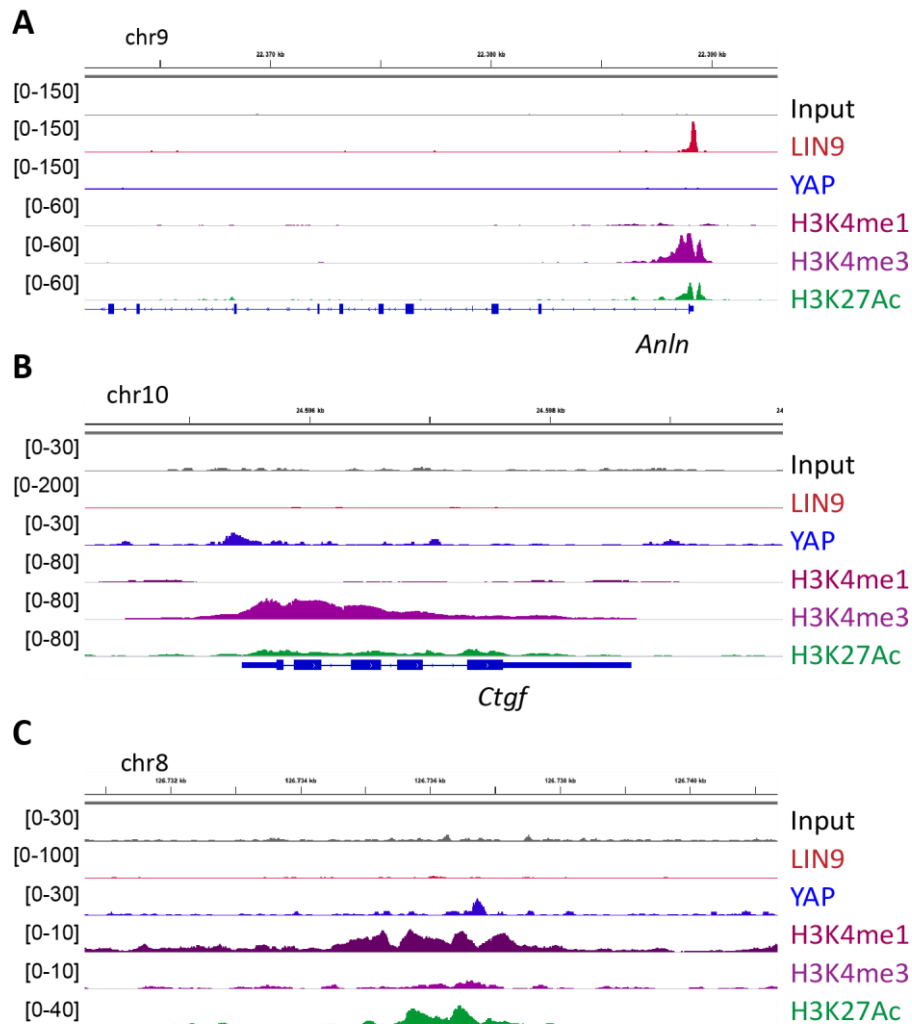 A
chr9
22.370 kb 22.380 kb 22.390 kb
[0-150] Input
[0-150] LIN9
[0-150] YAP
[0-60] H3K4me1
[0-60] H3K4me3
[0-60] H3K27Ac
Anln
B
chr10
24.596 kb 24.598 kb 24
[0-30] Input
[0-200] LIN9
[0-30] YAP
[0-80] H3K4me1
[0-80] H3K4me3
[0-80] H3K27Ac
Ctgf
C
chr8
126.732 kb 126.734 kb 126.736 kb 126.738 kb 126.740 kb
[0-30] Input
[0-100] LIN9
[0-30] YAP
[0-10] H3K4me1
[0-10] H3K4me3
[0-40] H3K27Ac